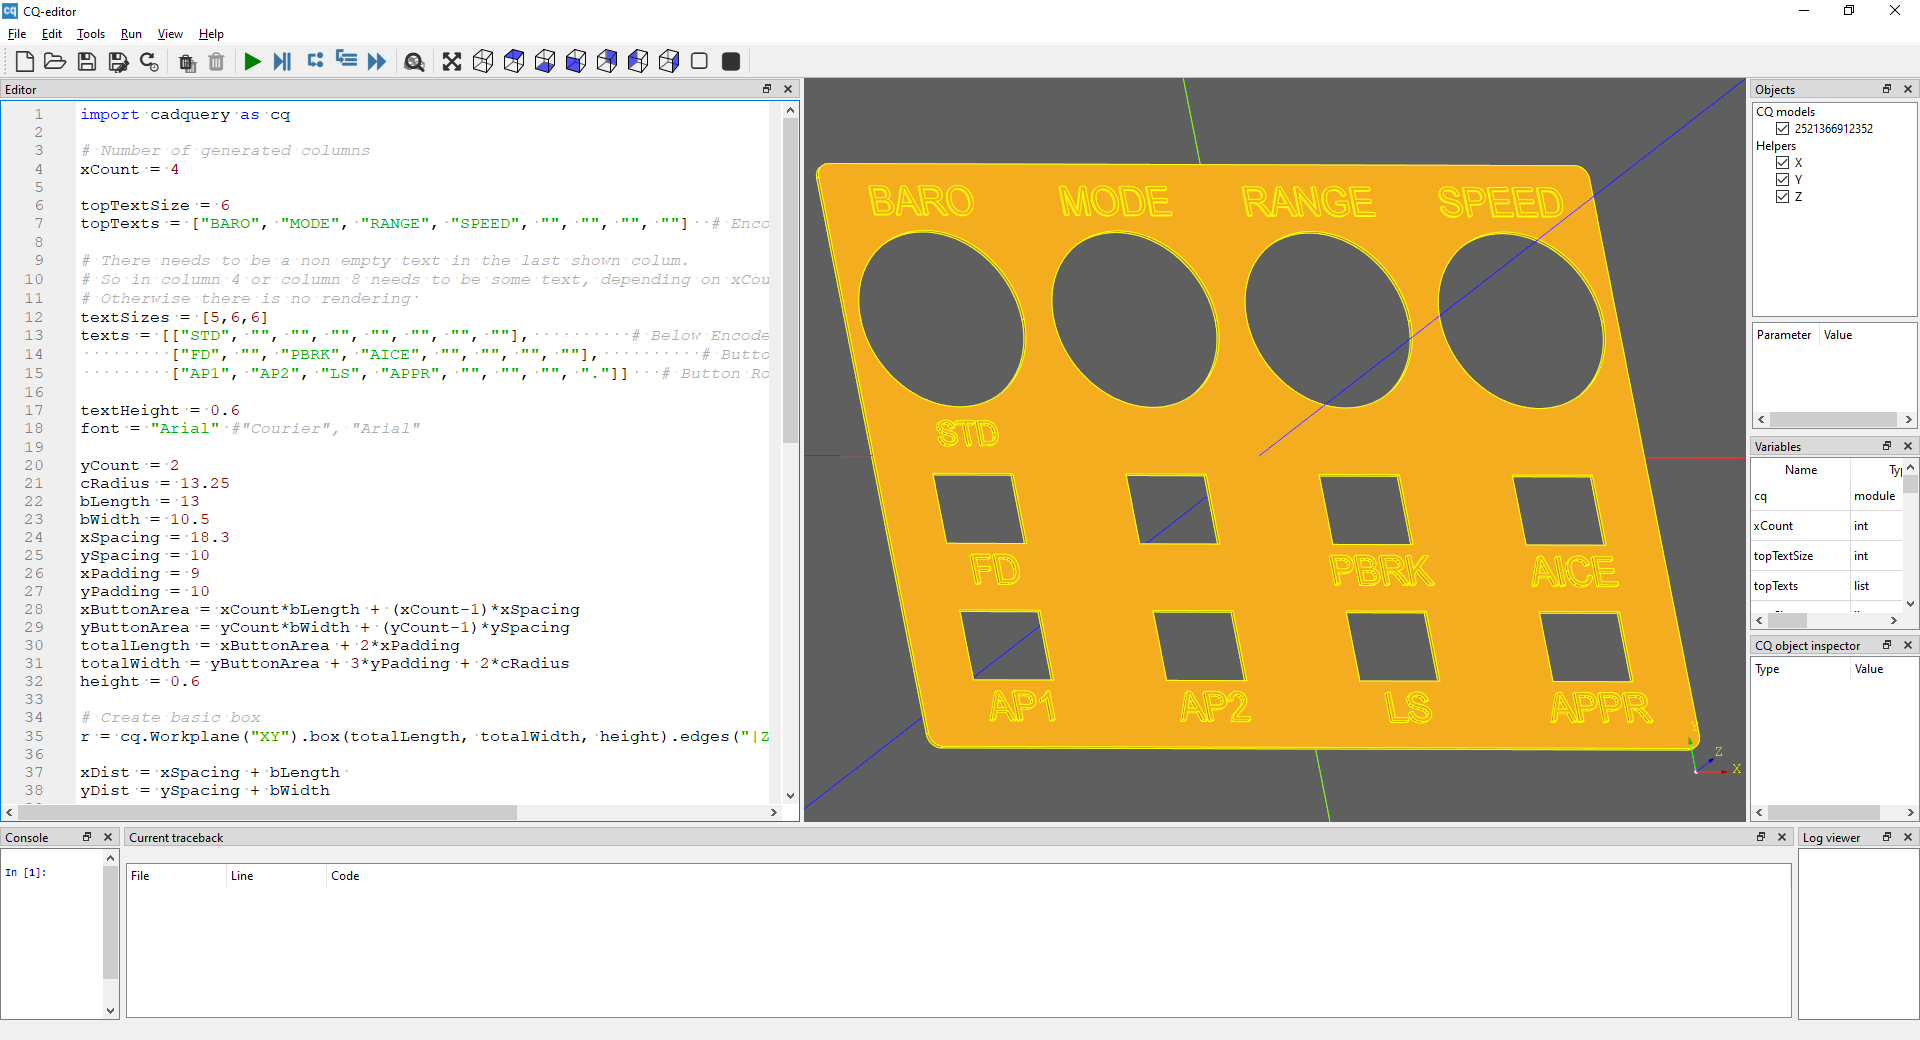 CQ-editor
File Edit Tools Run View Help
Editor
1 import cadquery as cq
2
3 # Number of generated columns
4 xCount = 4
5
6 topTextSize = 6
7 topTexts = ["BARO", "MODE", "RANGE", "SPEED", "", "", "", ""]  # Enco
8
9 # There needs to be a non empty text in the last shown colum.
10 # So in column 4 or column 8 needs to be some text, depending on xCou
11 # Otherwise there is no rendering
12 textSizes = [5,6,6]
13 texts = [["STD", "", "", "", "", "", "", ""],          # Below Encode
14          ["FD", "", "PBRK", "AICE", "", "", "", ""],          # Butto
15          ["AP1", "AP2", "LS", "APPR", "", "", "", "."]]   # Button Ro
16
17 textHeight = 0.6
18 font = "Arial" #"Courier", "Arial"
19
20 yCount = 2
21 cRadius = 13.25
22 bLength = 13
23 bWidth = 10.5
24 xSpacing = 18.3
25 ySpacing = 10
26 xPadding = 9
27 yPadding = 10
28 xButtonArea = xCount*bLength + (xCount-1)*xSpacing
29 yButtonArea = yCount*bWidth + (yCount-1)*ySpacing
30 totalLength = xButtonArea + 2*xPadding
31 totalWidth = yButtonArea + 3*yPadding + 2*cRadius
32 height = 0.6
33
34 # Create basic box
35 r = cq.Workplane("XY").box(totalLength, totalWidth, height).edges("|Z
36
37 xDist = xSpacing + bLength
38 yDist = ySpacing + bWidth
BARO MODE RANGE SPEED
STD
FD PBRK AICE
AP1 AP2 LS APPR
Z
X
Objects
CQ models
2521366912352
Helpers
X
Y
Z
Parameter Value
Variables
Name Ty
cq module
xCount int
topTextSize int
topTexts list
CQ object inspector
Type Value
Console
In [1]:
Current traceback
File Line Code
Log viewer